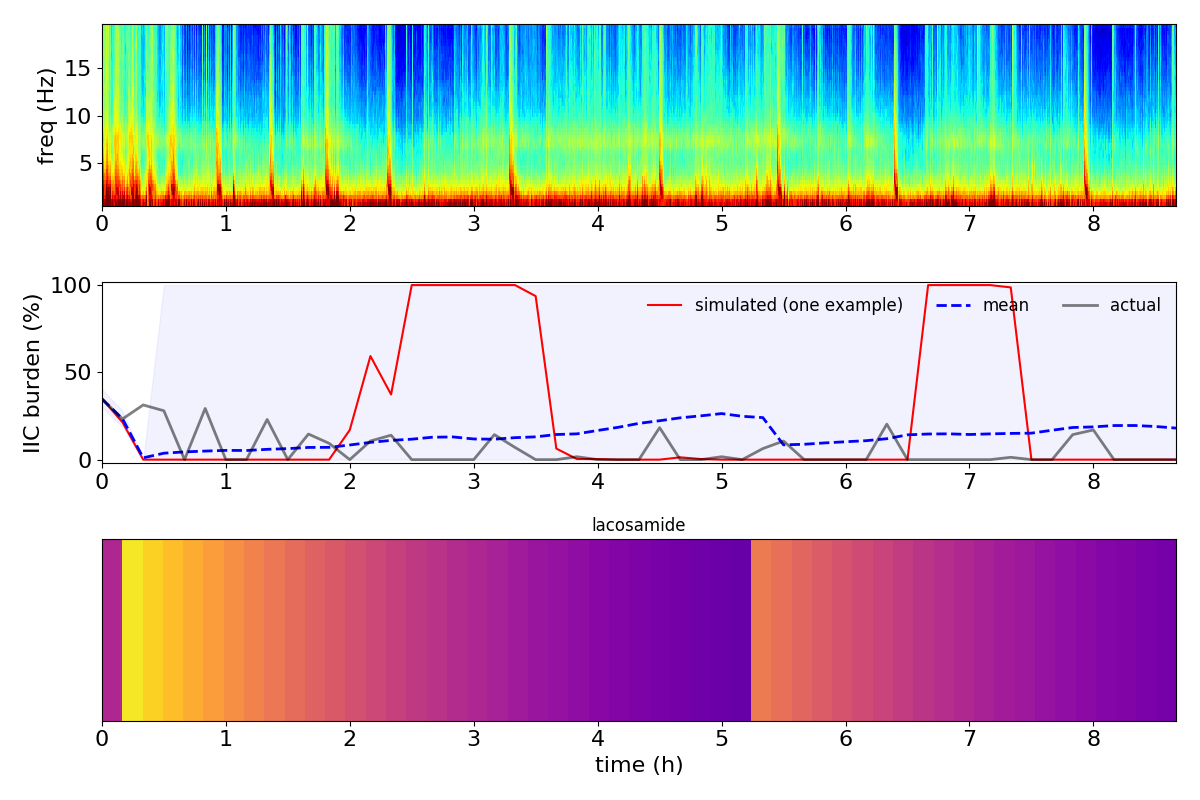 freq (Hz)
15
10
5
0 1 2 3 4 5 6 7 8
IIC burden (%)
100
50
0
simulated (one example) mean actual
0 1 2 3 4 5 6 7 8
lacosamide
0 1 2 3 4 5 6 7 8
time (h)